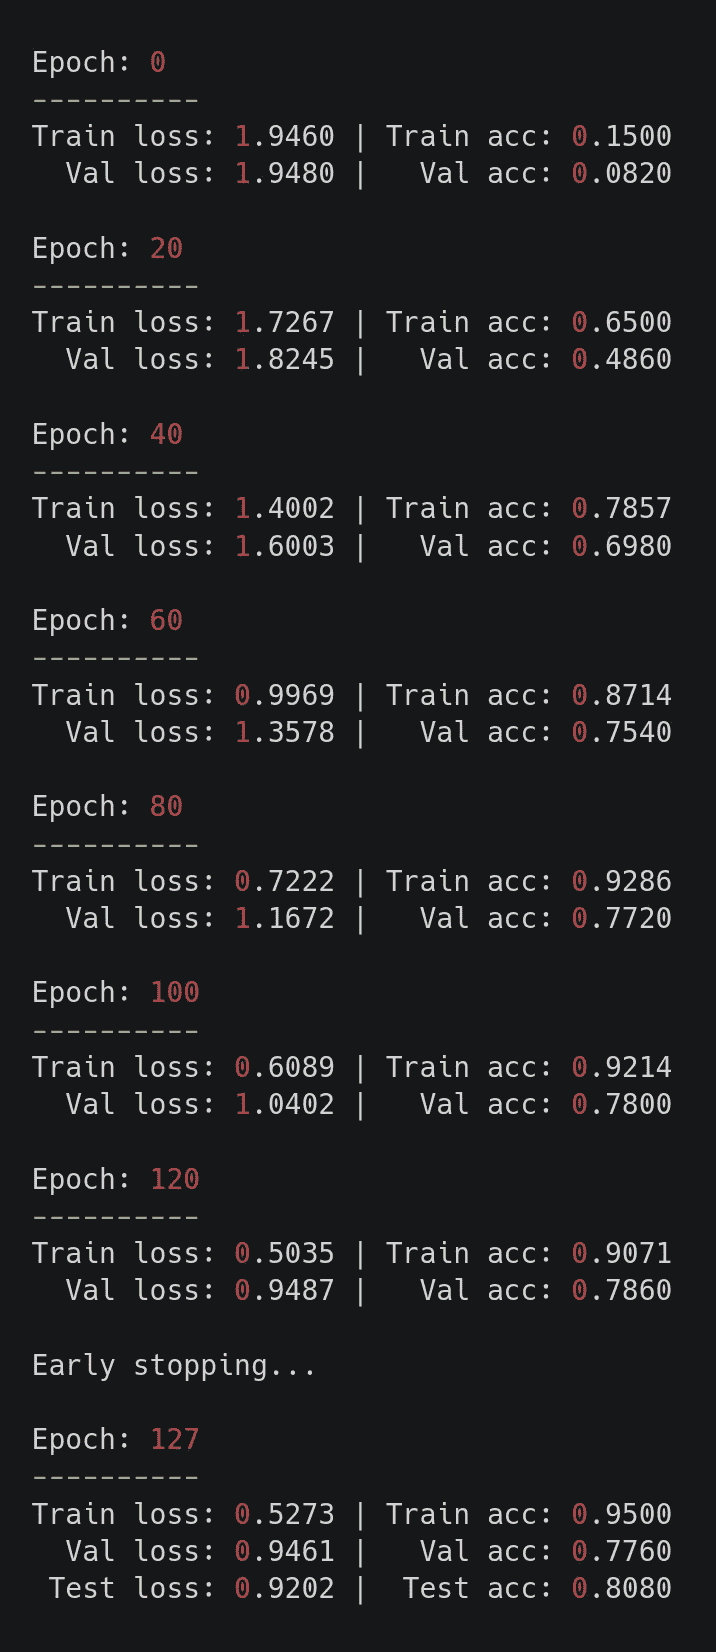 Epoch: 0
----------
Train loss: 1.9460 | Train acc: 0.1500
  Val loss: 1.9480 |   Val acc: 0.0820

Epoch: 20
----------
Train loss: 1.7267 | Train acc: 0.6500
  Val loss: 1.8245 |   Val acc: 0.4860

Epoch: 40
----------
Train loss: 1.4002 | Train acc: 0.7857
  Val loss: 1.6003 |   Val acc: 0.6980

Epoch: 60
----------
Train loss: 0.9969 | Train acc: 0.8714
  Val loss: 1.3578 |   Val acc: 0.7540

Epoch: 80
----------
Train loss: 0.7222 | Train acc: 0.9286
  Val loss: 1.1672 |   Val acc: 0.7720

Epoch: 100
----------
Train loss: 0.6089 | Train acc: 0.9214
  Val loss: 1.0402 |   Val acc: 0.7800

Epoch: 120
----------
Train loss: 0.5035 | Train acc: 0.9071
  Val loss: 0.9487 |   Val acc: 0.7860

Early stopping...

Epoch: 127
----------
Train loss: 0.5273 | Train acc: 0.9500
  Val loss: 0.9461 |   Val acc: 0.7760
 Test loss: 0.9202 |  Test acc: 0.8080